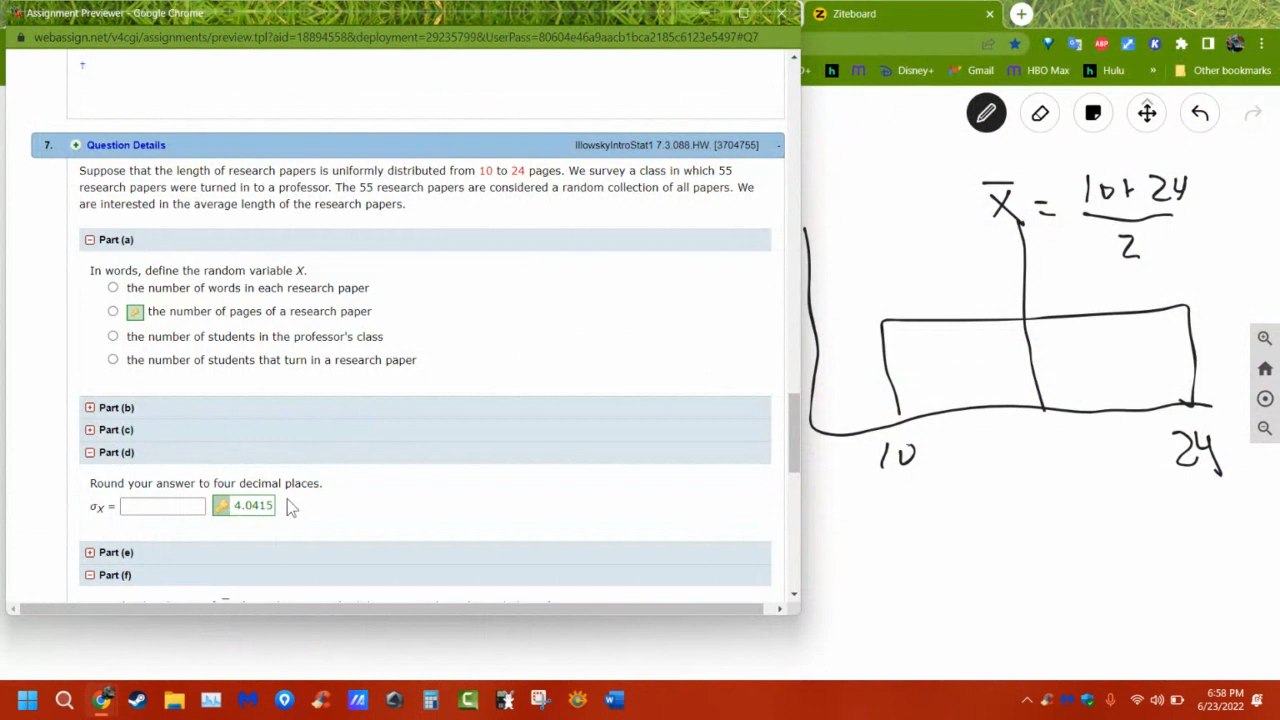 Assignment Previewer - Google Chrome
Ziteboard
webassign.net/v4cgi/assignments/preview.tpl?aid=18894558&deployment=29235799&UserPass=80604e46a9aacb1bca2185c6123e5497#Q7
Disney+
Gmail
HBO Max
Hulu
»
Other bookmarks
7. Question Details IllowskyIntroStat1 7.3.088.HW. [3704755] -
Suppose that the length of research papers is uniformly distributed from 10 to 24 pages. We survey a class in which 55
research papers were turned in to a professor. The 55 research papers are considered a random collection of all papers. We
are interested in the average length of the research papers.
Part (a)
In words, define the random variable X.
the number of words in each research paper
the number of pages of a research paper
the number of students in the professor's class
the number of students that turn in a research paper
Part (b)
Part (c)
Part (d)
Round your answer to four decimal places.
σX = 4.0415
Part (e)
Part (f)
X̅ = 10+24
2
10 24
6:58 PM
6/23/2022